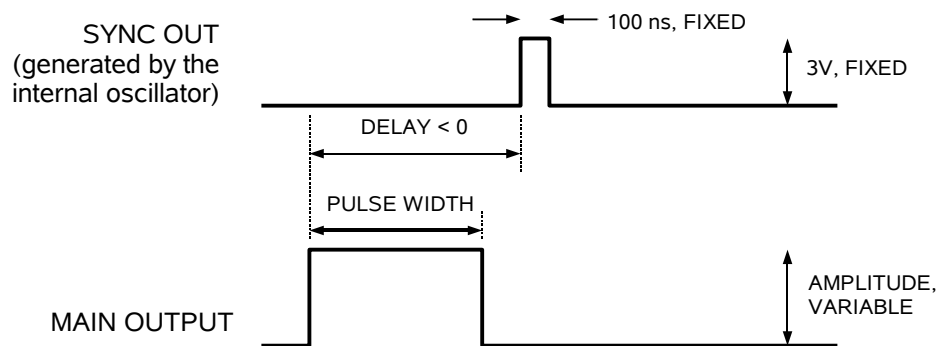 100 ns, FIXED
SYNC OUT
(generated by the
internal oscillator)
3V, FIXED
DELAY < 0
PULSE WIDTH
AMPLITUDE,
VARIABLE
MAIN OUTPUT